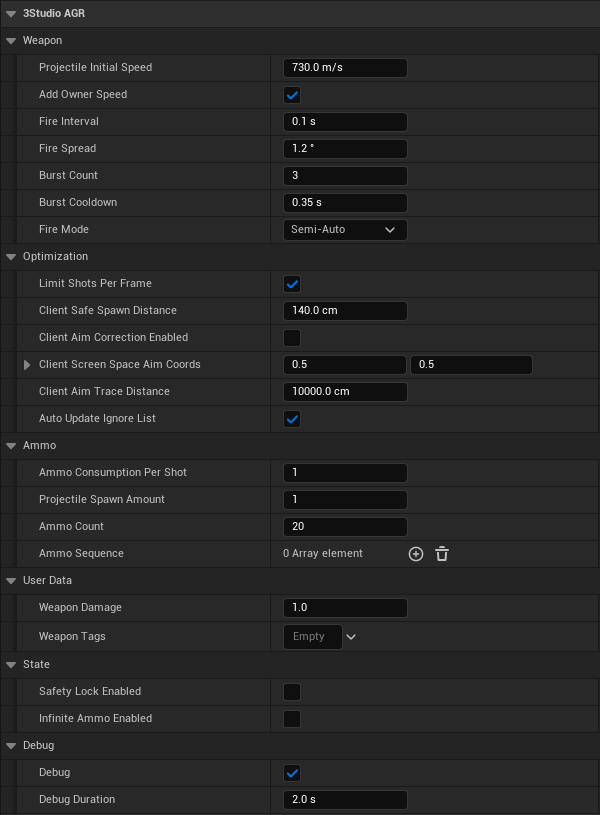 3Studio AGR
Weapon
Projectile Initial Speed 730.0 m/s
Add Owner Speed
Fire Interval 0.1 s
Fire Spread 1.2 °
Burst Count 3
Burst Cooldown 0.35 s
Fire Mode Semi-Auto
Optimization
Limit Shots Per Frame
Client Safe Spawn Distance 140.0 cm
Client Aim Correction Enabled
Client Screen Space Aim Coords 0.5 0.5
Client Aim Trace Distance 10000.0 cm
Auto Update Ignore List
Ammo
Ammo Consumption Per Shot 1
Projectile Spawn Amount 1
Ammo Count 20
Ammo Sequence 0 Array element
User Data
Weapon Damage 1.0
Weapon Tags Empty
State
Safety Lock Enabled
Infinite Ammo Enabled
Debug
Debug
Debug Duration 2.0 s